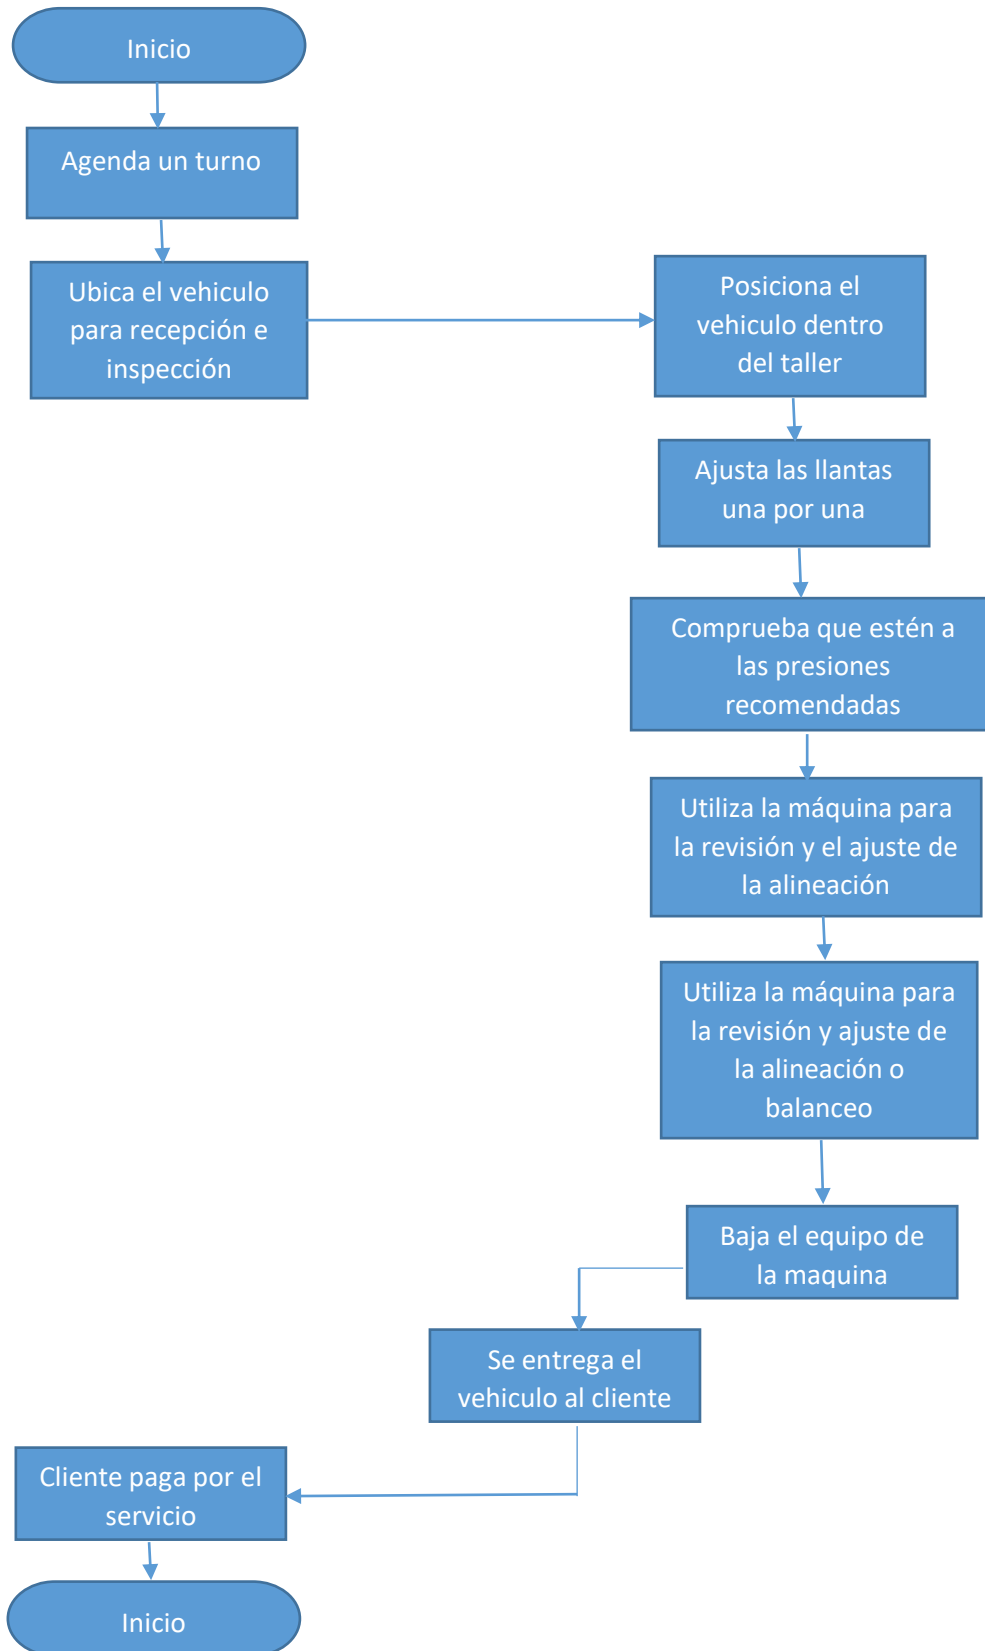 Inicio
Agenda un turno
Ubica el vehiculo
para recepción e
inspección
Posiciona el
vehiculo dentro
del taller
Ajusta las llantas
una por una
Comprueba que estén a
las presiones
recomendadas
Utiliza la máquina para
la revisión y el ajuste de
la alineación
Utiliza la máquina para
la revisión y ajuste de
la alineación o
balanceo
Baja el equipo de
la maquina
Se entrega el
vehiculo al cliente
Cliente paga por el
servicio
Inicio